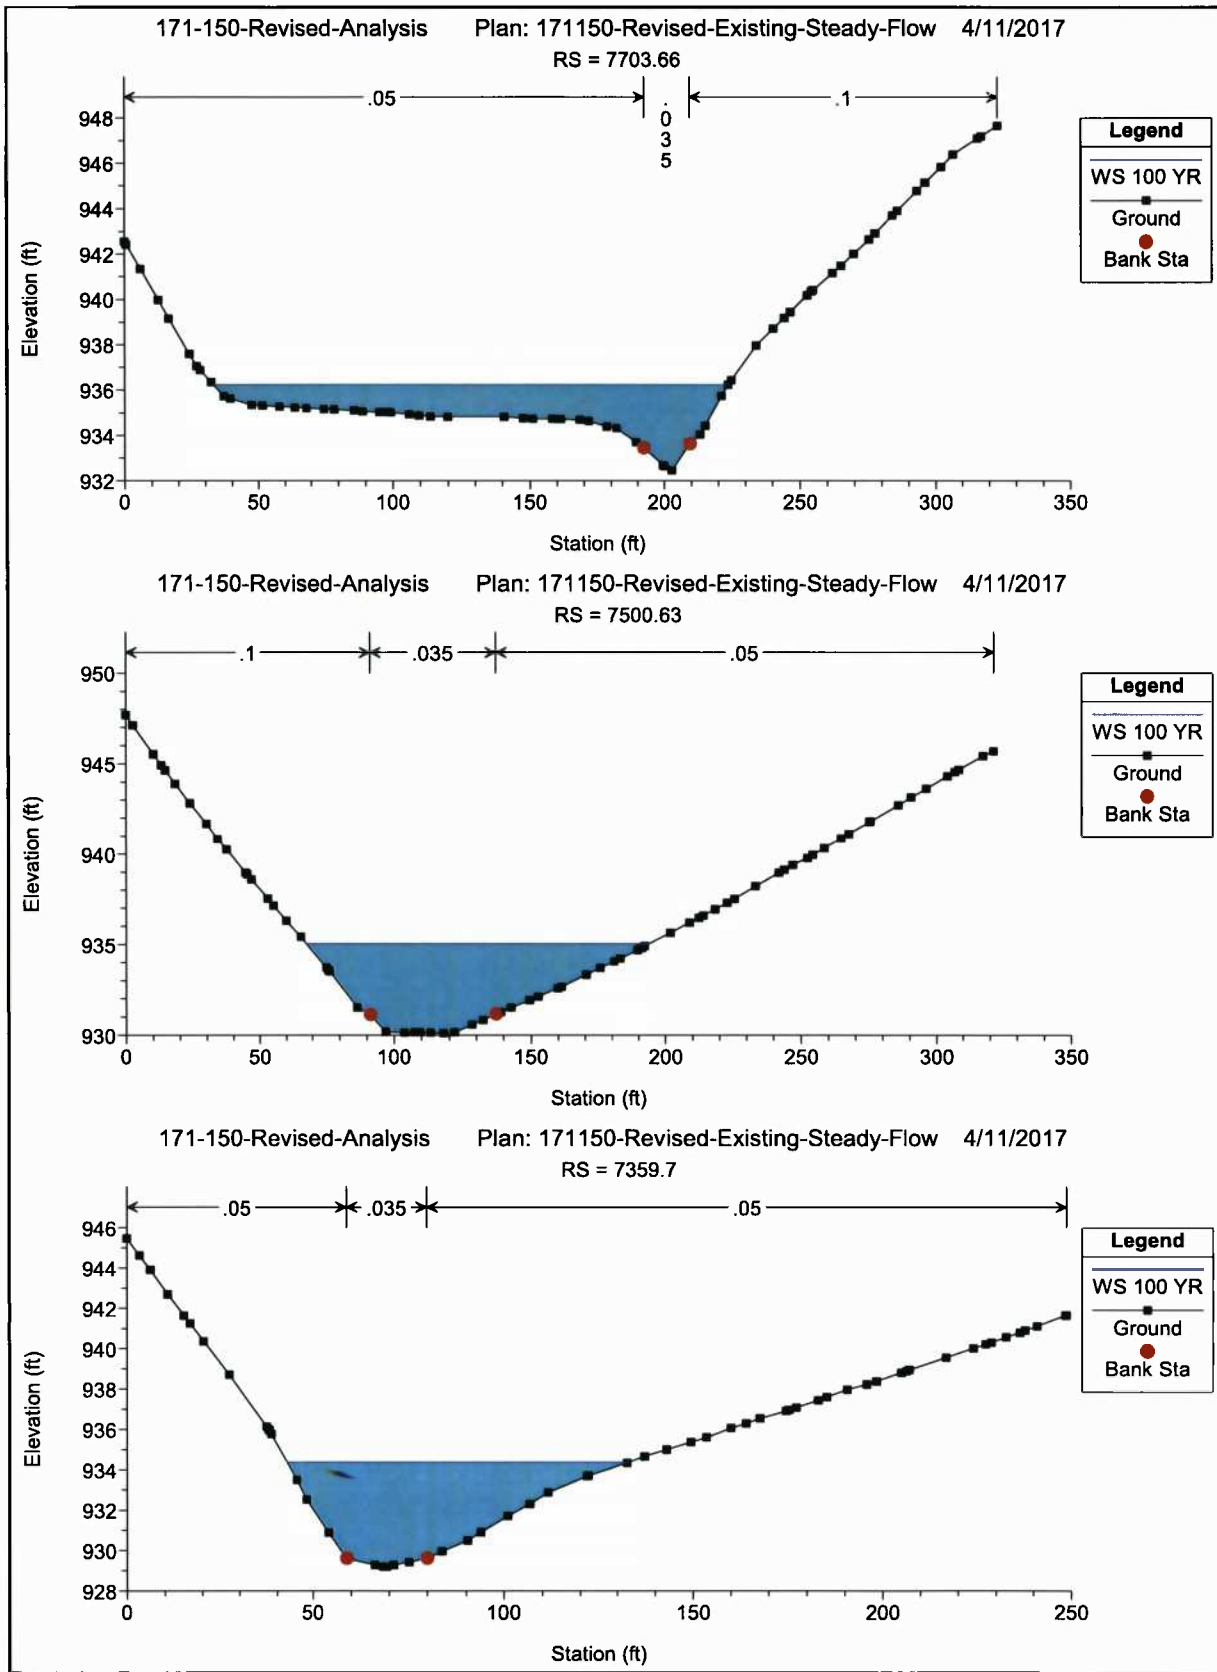 171-150-Revised-Analysis Plan: 171150-Revised-Existing-Steady-Flow 4/11/2017
RS = 7703.66
.05 .035 .1
Elevation (ft)
948
946
944
942
940
938
936
934
932
0 50 100 150 200 250 300 350
Station (ft)
Legend
WS 100 YR
Ground
Bank Sta
171-150-Revised-Analysis Plan: 171150-Revised-Existing-Steady-Flow 4/11/2017
RS = 7500.63
.1 .035 .05
Elevation (ft)
950
945
940
935
930
0 50 100 150 200 250 300 350
Station (ft)
Legend
WS 100 YR
Ground
Bank Sta
171-150-Revised-Analysis Plan: 171150-Revised-Existing-Steady-Flow 4/11/2017
RS = 7359.7
.05 .035 .05
Elevation (ft)
946
944
942
940
938
936
934
932
930
928
0 50 100 150 200 250
Station (ft)
Legend
WS 100 YR
Ground
Bank Sta